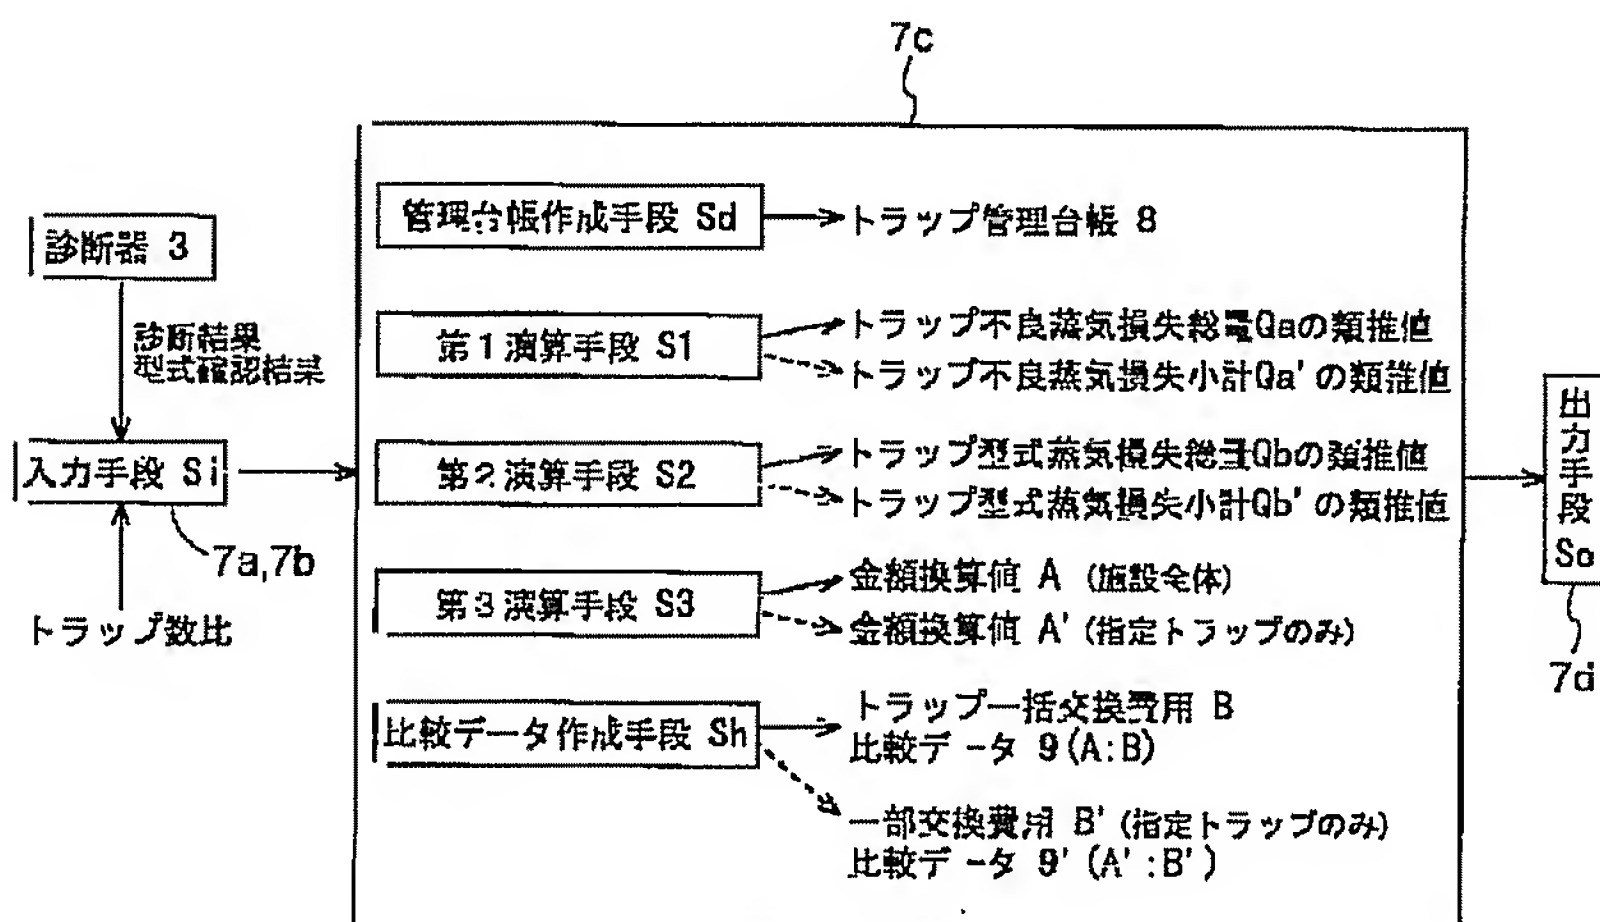 7c
管理台帳作成手段 Sd
トラップ管理台帳 8
診断器 3
診断結果
型式確認結果
第1演算手段 S1
トラップ不良蒸気損失総量Qaの類推値
トラップ不良蒸気損失小計Qa'の類推値
入力手段 Si
7a,7b
トラップ数比
第2演算手段 S2
トラップ型式蒸気損失総量Qbの類推値
トラップ型式蒸気損失小計Qb'の類推値
第3演算手段 S3
金額換算値 A (施設全体)
金額換算値 A' (指定トラップのみ)
比較データ作成手段 Sh
トラップ一括交換費用 B
比較データ 9(A:B)
一部交換費用 B' (指定トラップのみ)
比較データ 9' (A':B')
出力手段 So
7d